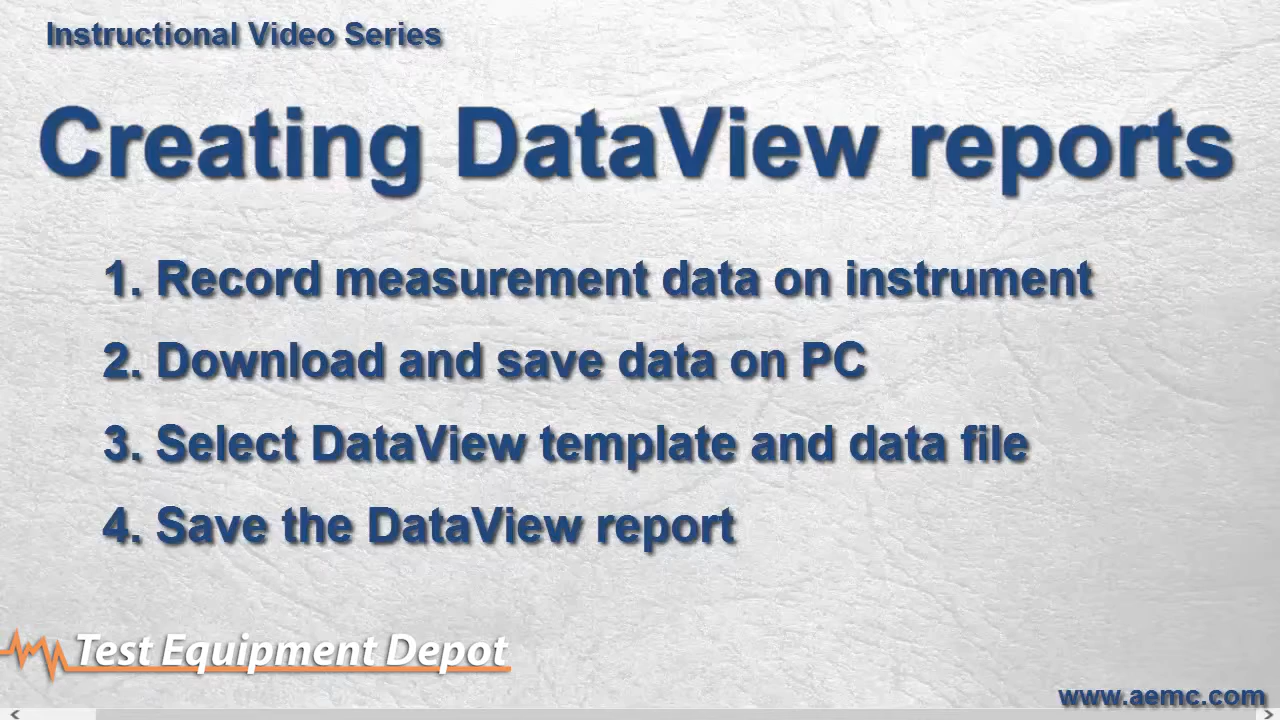 Instructional Video Series
Creating DataView reports
1. Record measurement data on instrument
2. Download and save data on PC
3. Select DataView template and data file
4. Save the DataView report
Test Equipment Depot
www.aemc.com